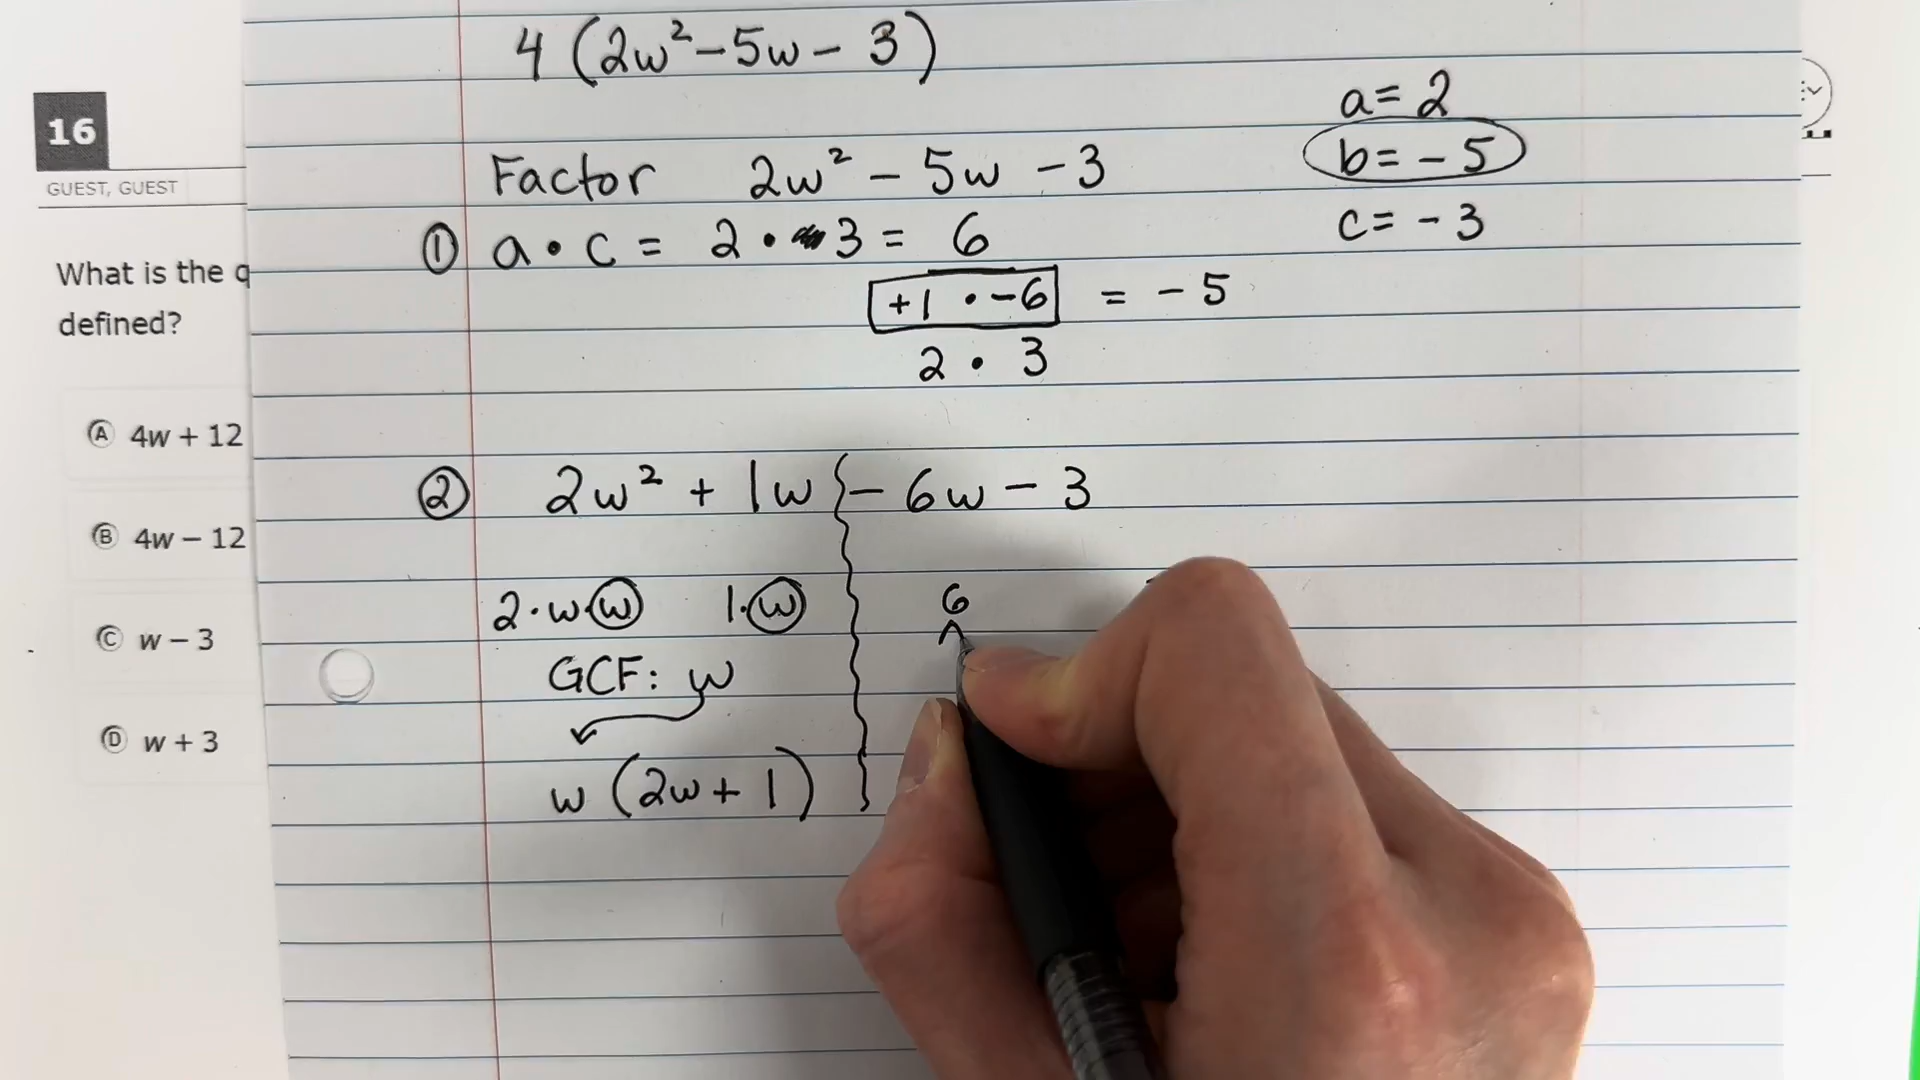 4 (2w² - 5w - 3)
a = 2
16
b = - 5
Factor 2w² - 5w - 3
GUEST, GUEST
c = - 3
① a • c = 2 • 3 = 6
What is the q
+1 • -6 = - 5
defined?
2 • 3
Ⓐ 4w + 12
② 2w² + 1w - 6w - 3
Ⓑ 4w - 12
2 · w · w 1 · w 6
Ⓒ w - 3
GCF: w
Ⓓ w + 3
w (2w + 1)